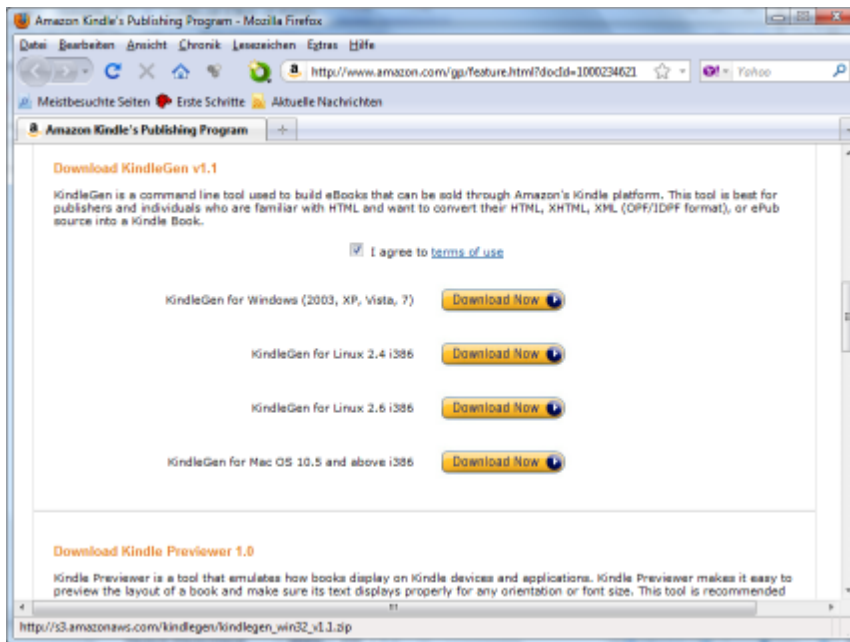 Amazon Kindle's Publishing Program - Mozilla Firefox
Datei Bearbeiten Ansicht Chronik Lesezeichen Extras Hilfe
http://www.amazon.com/gp/feature.html?docId=1000234621 Yahoo
Meistbesuchte Seiten Erste Schritte Aktuelle Nachrichten
Amazon Kindle's Publishing Program
Download KindleGen v1.1
KindleGen is a command line tool used to build eBooks that can be sold through Amazon's Kindle platform. This tool is best for
publishers and individuals who are familiar with HTML and want to convert their HTML, XHTML, XML (OPF/IDPF format), or ePub
source into a Kindle Book.
I agree to terms of use
KindleGen for Windows (2003, XP, Vista, 7) Download Now
KindleGen for Linux 2.4 i386 Download Now
KindleGen for Linux 2.6 i386 Download Now
KindleGen for Mac OS 10.5 and above i386 Download Now
Download Kindle Previewer 1.0
Kindle Previewer is a tool that emulates how books display on Kindle devices and applications. Kindle Previewer makes it easy to
preview the layout of a book and make sure its text displays properly for any orientation or font size. This tool is recommended
http://s3.amazonaws.com/kindlegen/kindlegen_win32_v1.1.zip